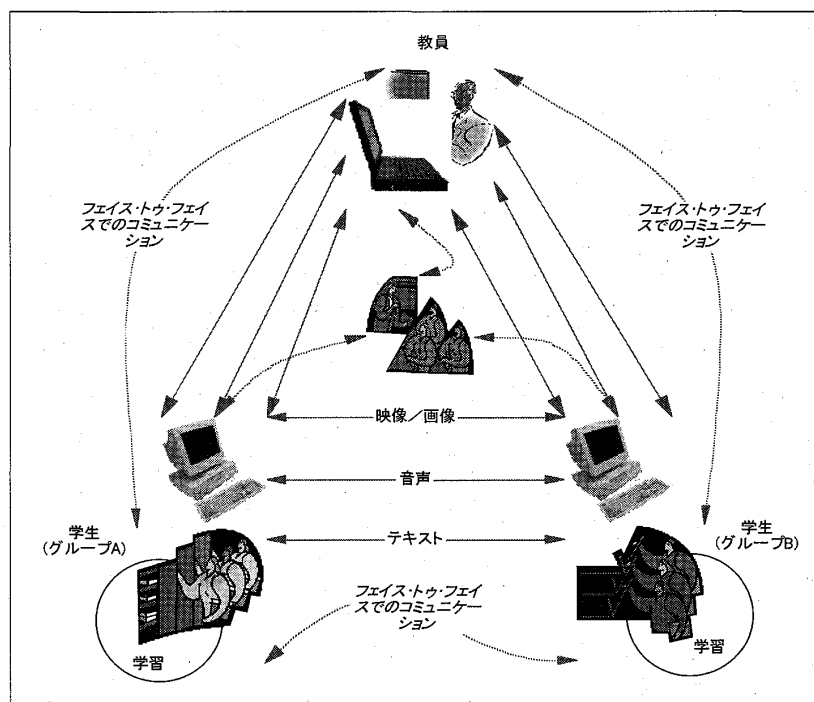 教員
フェイス・トゥ・フェイ
スでのコミュニケー
ション
フェイス・トゥ・フェイ
スでのコミュニケー
ション
映像／画像
音声
学生
(グループA)
テキスト
学生
(グループB)
フェイス・トゥ・フェイ
スでのコミュニケー
ション
学習
学習